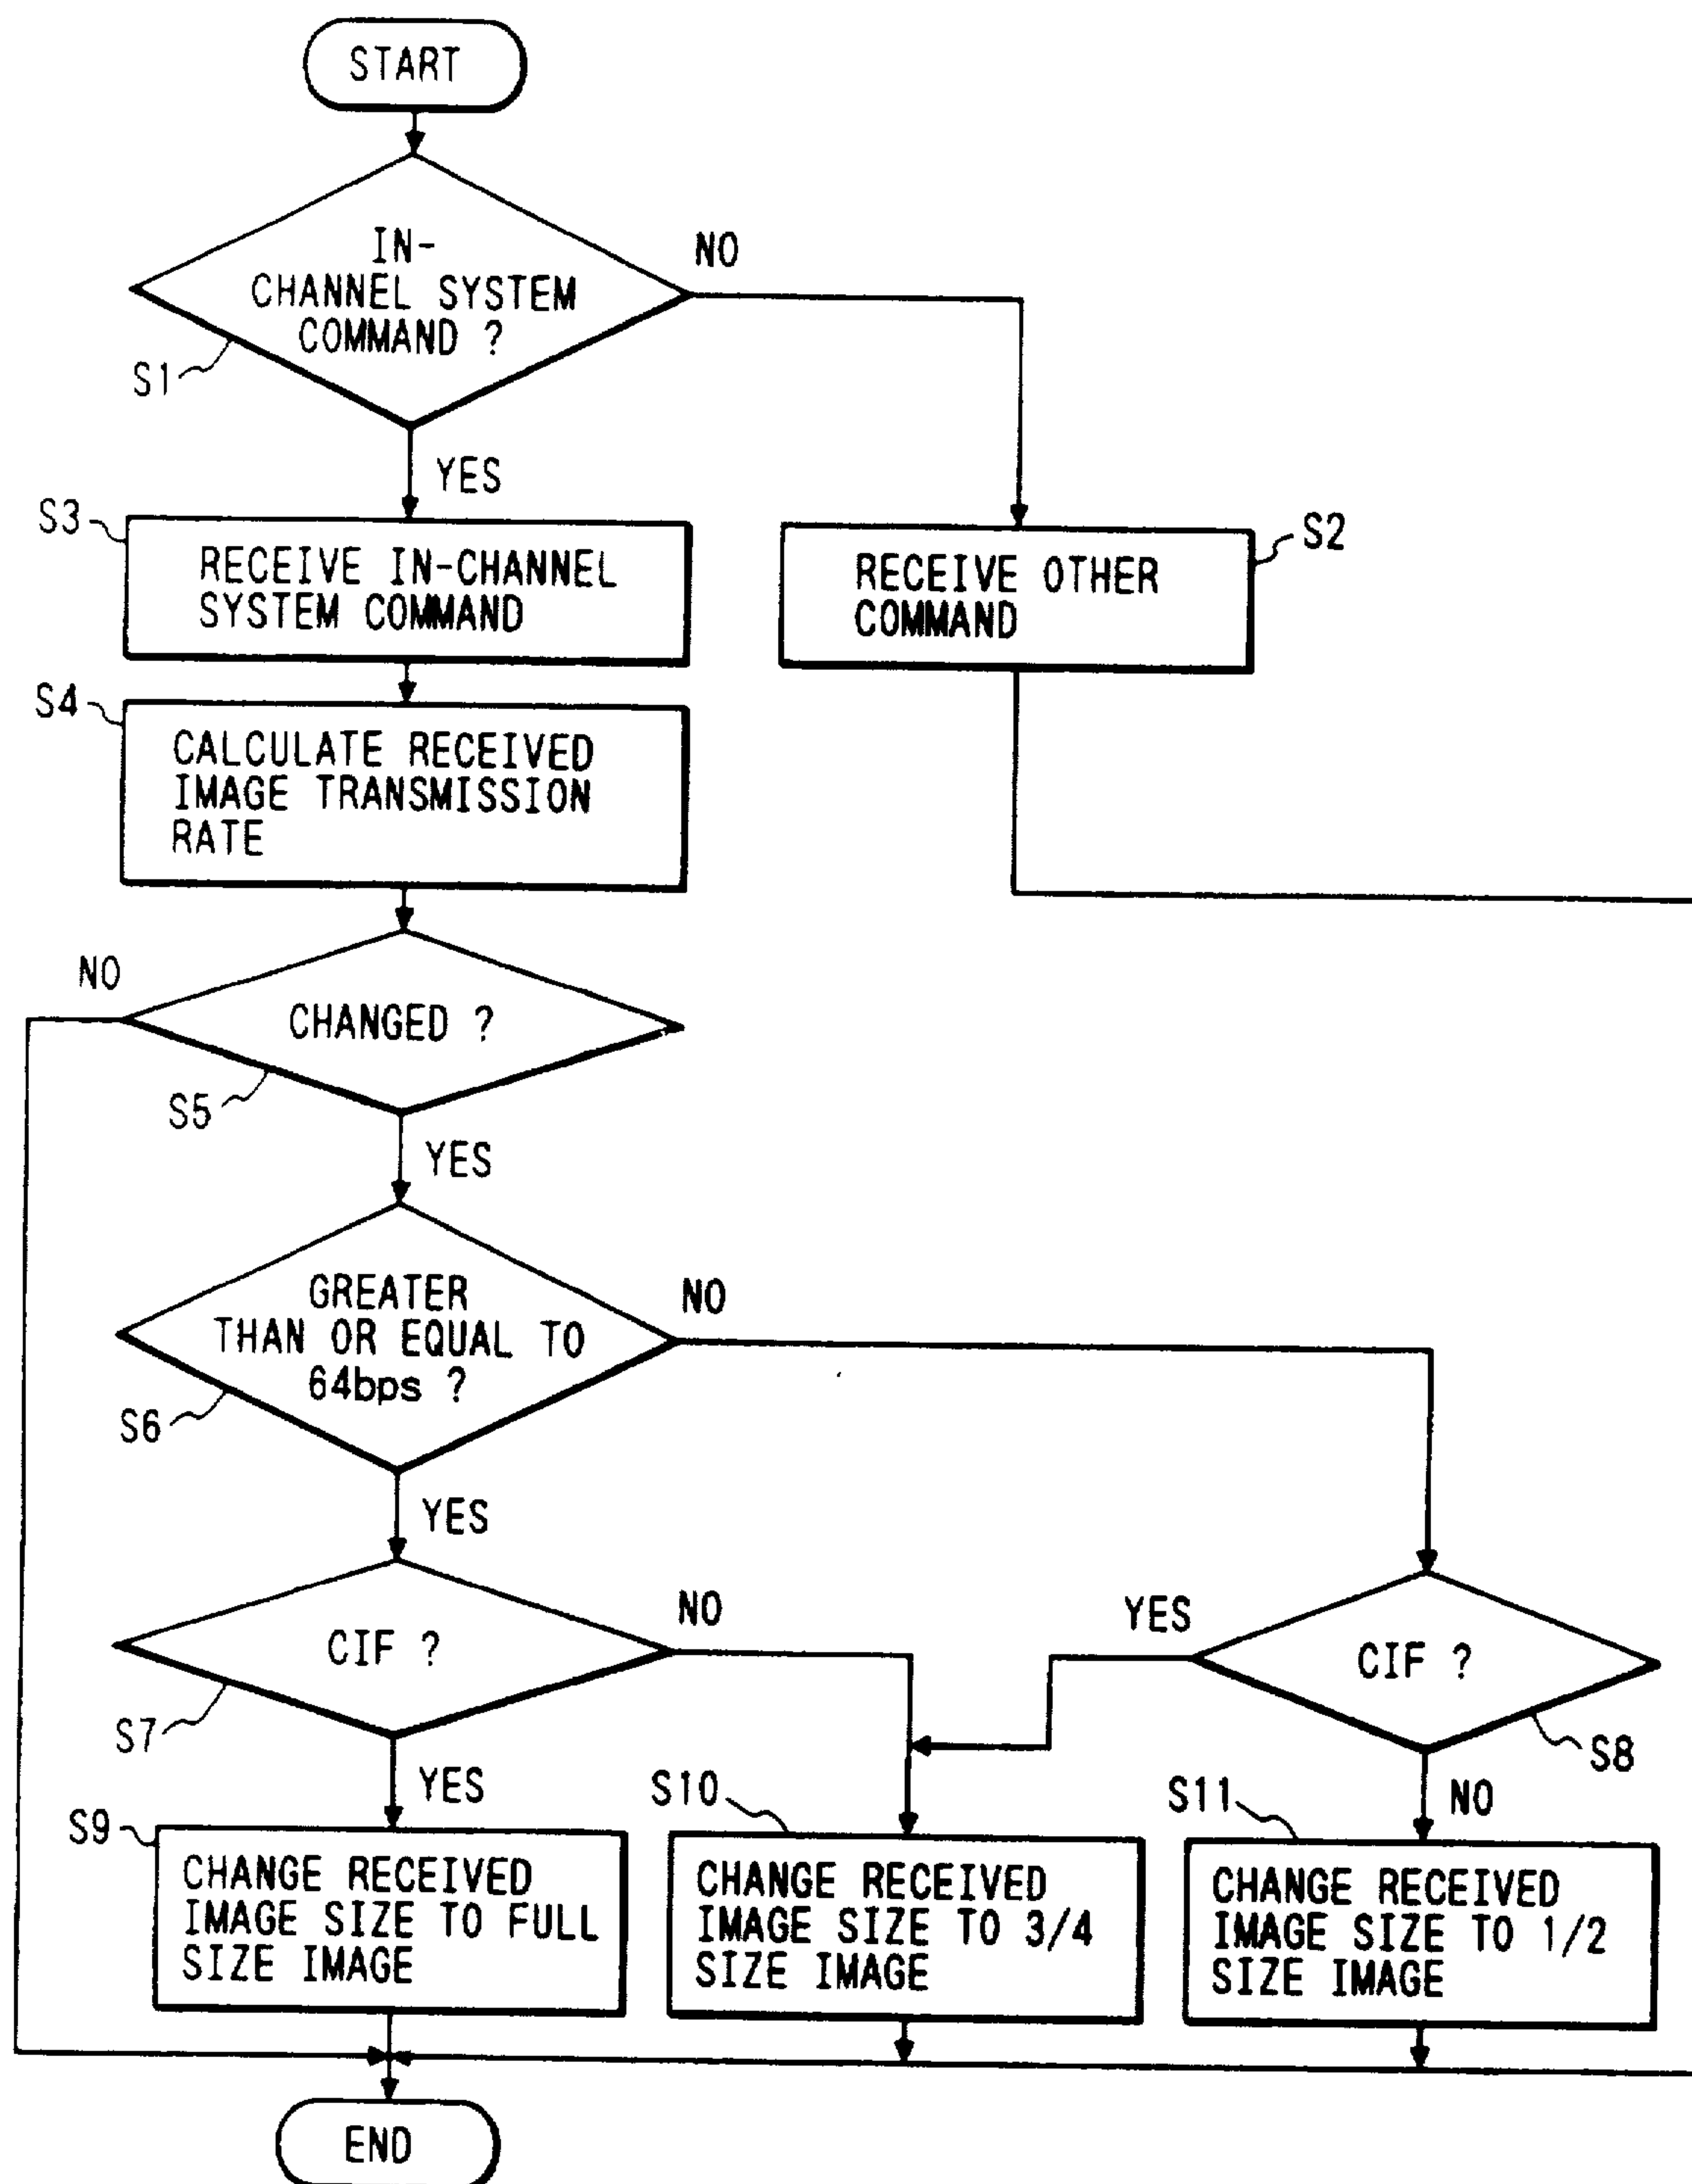 START
IN-
CHANNEL SYSTEM
COMMAND ?
NO
S1
YES
S3
RECEIVE IN-CHANNEL
SYSTEM COMMAND
S2
RECEIVE OTHER
COMMAND
S4
CALCULATE RECEIVED
IMAGE TRANSMISSION
RATE
NO
CHANGED ?
S5
YES
GREATER
THAN OR EQUAL TO
64bps ?
NO
S6
YES
CIF ?
NO
S7
YES
YES
CIF ?
S8
NO
S9
CHANGE RECEIVED
IMAGE SIZE TO FULL
SIZE IMAGE
S10
CHANGE RECEIVED
IMAGE SIZE TO 3/4
SIZE IMAGE
S11
CHANGE RECEIVED
IMAGE SIZE TO 1/2
SIZE IMAGE
END